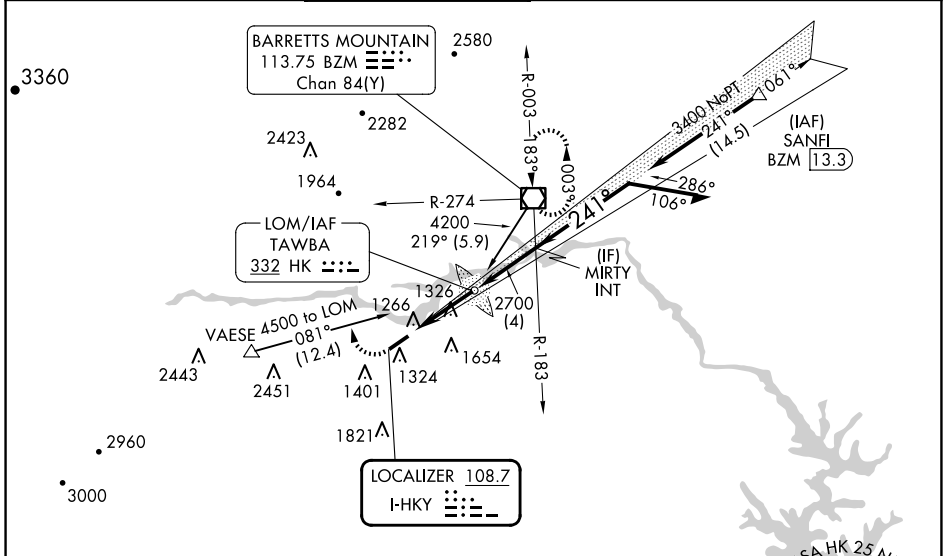 BARRETTS MOUNTAIN
113.75 BZM
Chan 84(Y)
2580
3360
2282
2423
1964
R-003
183°
003°
3400 NoPT
241°
(14.5)
061°
(IAF)
SANFI
BZM 13.3
286°
106°
R-274
4200
219° (5.9)
241°
LOM/IAF
TAWBA
332 HK
(IF)
MIRTY
INT
1326
1266
2700
(4)
VAESE 4500 to LOM
081°
(12.4)
R-183
2443
2451
1401
1324
1654
1821
2960
3000
LOCALIZER 108.7
I-HKY
SA HK 25